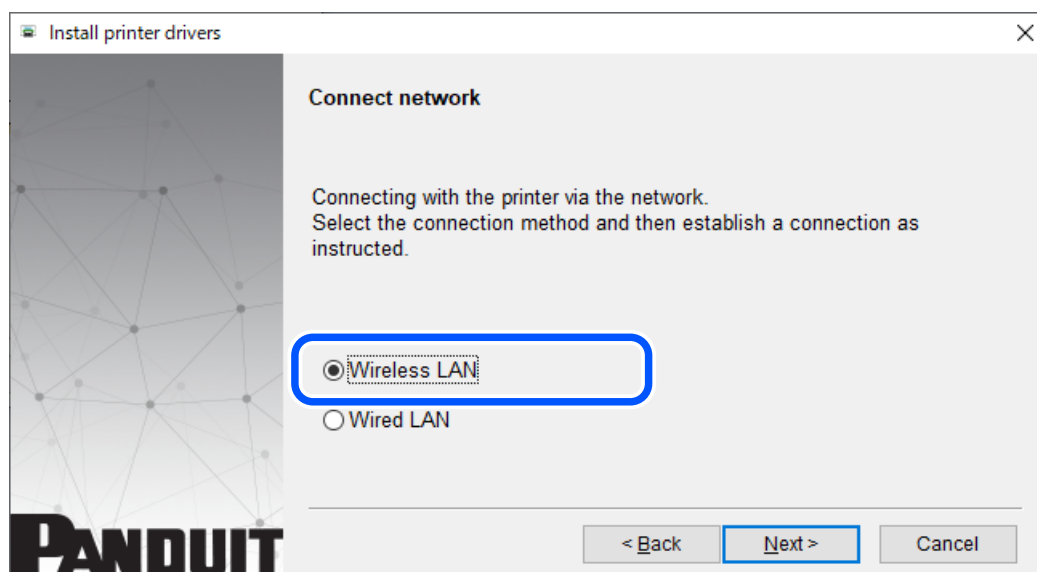 Install printer drivers
Connect network
Connecting with the printer via the network.
Select the connection method and then establish a connection as
instructed.
Wireless LAN
Wired LAN
PANDUIT
< Back
Next >
Cancel